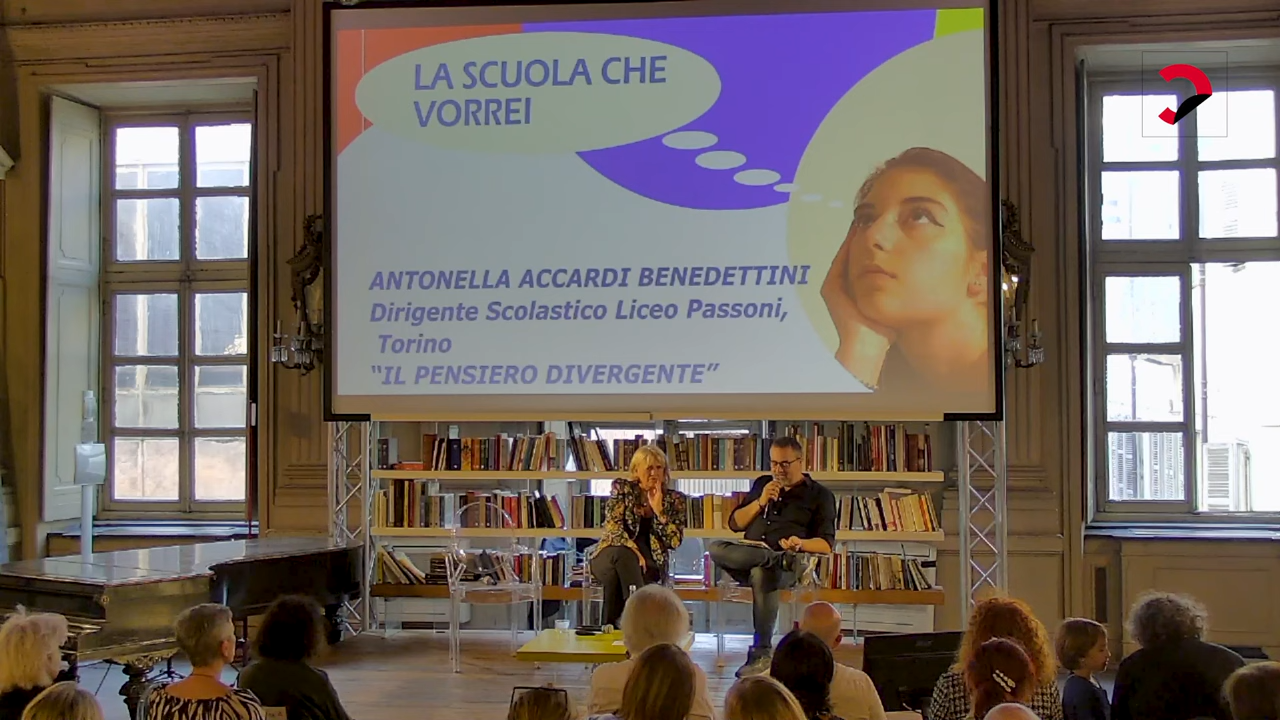 LA SCUOLA CHE
VORREI
ANTONELLA ACCARDI BENEDETTINI
Dirigente Scolastico Liceo Passoni,
Torino
“IL PENSIERO DIVERGENTE”